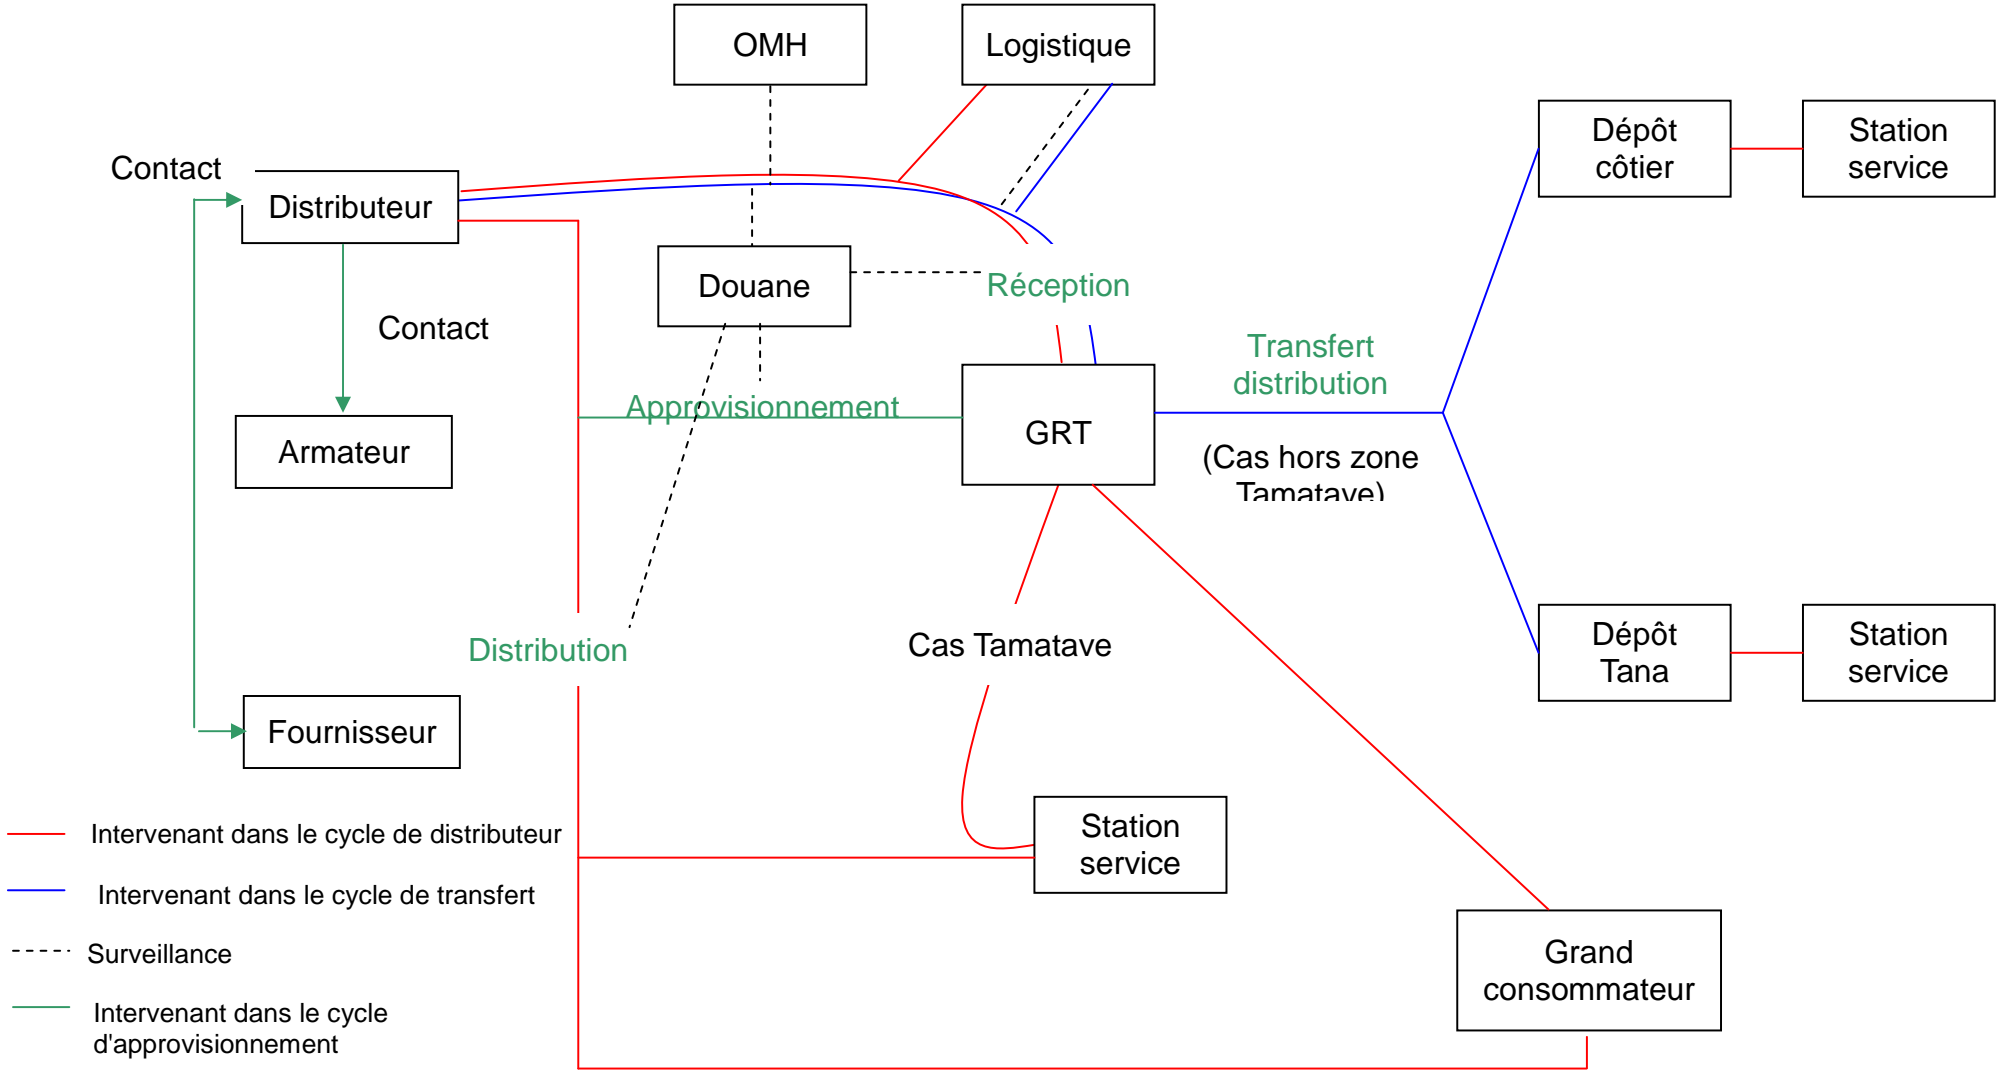 OMH
Logistique
Dépôt
côtier
Station
service
Contact
Distributeur
Douane
Réception
Contact
Transfert
distribution
Approvisionnement
GRT
Armateur
(Cas hors zone
Tamatave)
Distribution
Cas Tamatave
Dépôt
Tana
Station
service
Fournisseur
Station
service
Intervenant dans le cycle de distributeur
Intervenant dans le cycle de transfert
Surveillance
Intervenant dans le cycle
d'approvisionnement
Grand
consommateur